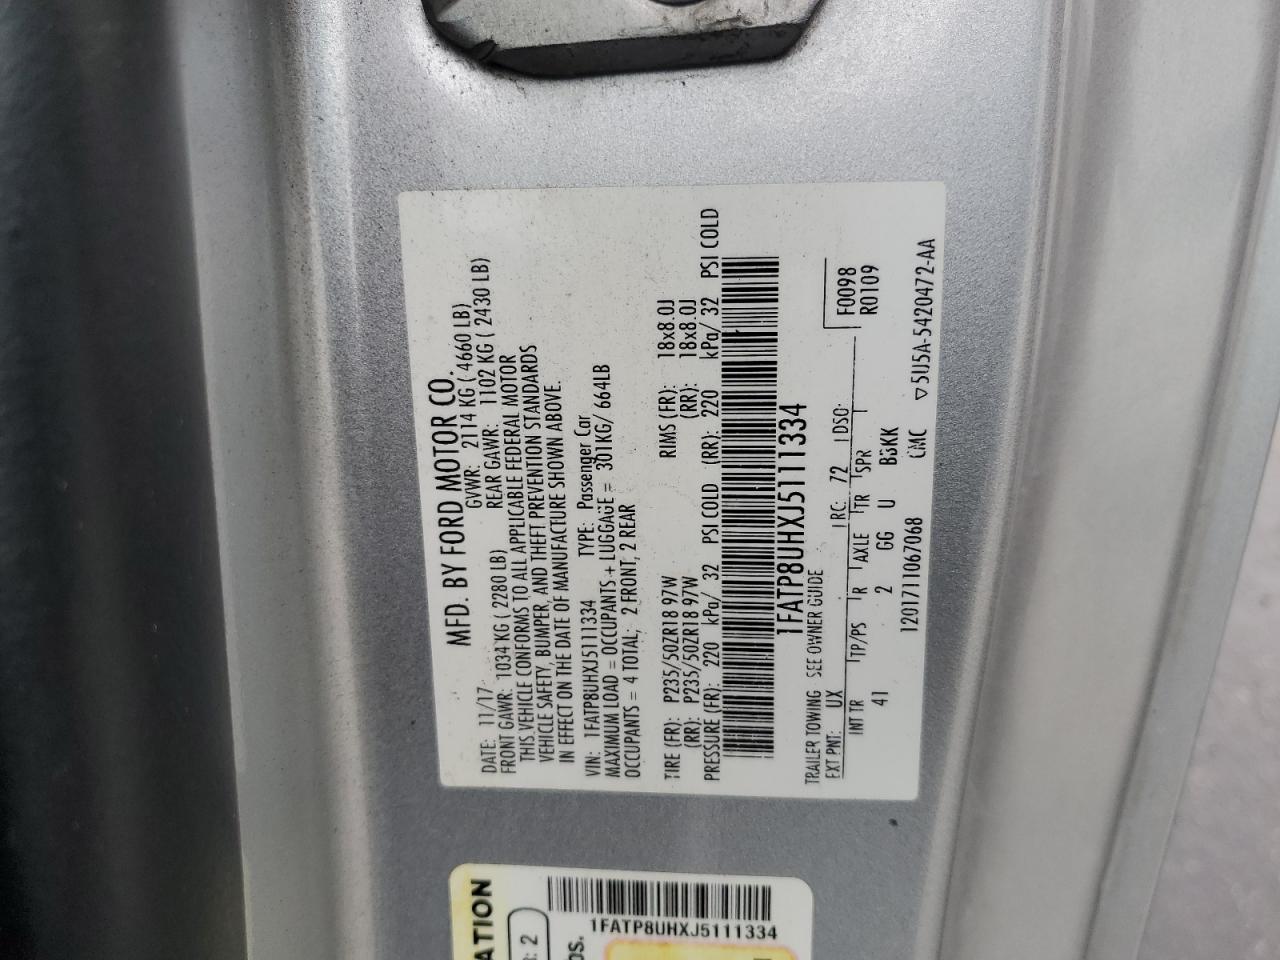 MFD. BY FORD MOTOR CO.
DATE: 11/17 GVWR: 2114 KG ( 4660 LB)
FRONT GAWR: 1034 KG ( 2280 LB) REAR GAWR: 1102 KG ( 2430 LB)
THIS VEHICLE CONFORMS TO ALL APPLICABLE FEDERAL MOTOR
VEHICLE SAFETY, BUMPER, AND THEFT PREVENTION STANDARDS
IN EFFECT ON THE DATE OF MANUFACTURE SHOWN ABOVE.
VIN: 1FATP8UHXJ5111334 TYPE: Passenger Car
MAXIMUM LOAD = OCCUPANTS + LUGGAGE = 301KG/ 664LB
OCCUPANTS = 4 TOTAL; 2 FRONT, 2 REAR
TIRE (FR): P235/50ZR18 97W RIMS (FR): 18x8.0J
(RR): P235/50ZR18 97W (RR): 18x8.0J
PRESSURE (FR): 220 kPa/ 32 PSI COLD (RR): 220 kPa/ 32 PSI COLD
1FATP8UHXJ5111334
TRAILER TOWING SEE OWNER GUIDE
EXT PNT: UX RC: 72 DSO: F0098
INT TR TP/PS R AXLE TR SPR R0109
41 2 GG U B3KK
1201711067068 CMC ▽5U5A-5420472-AA
ATION
: 2
OS.
1FATP8UHXJ5111334